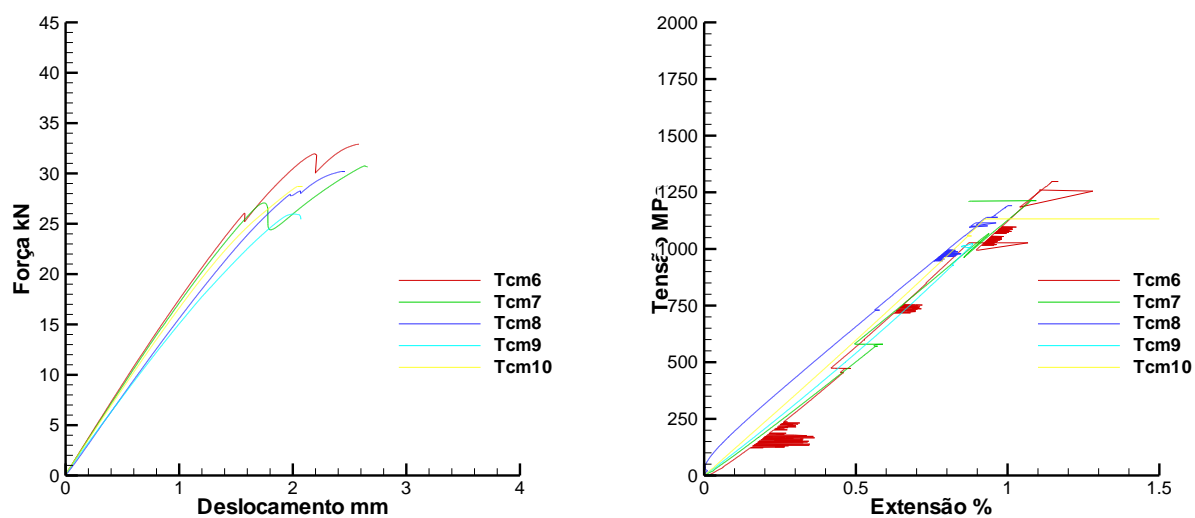 45
40
35
30
25
20
15
10
5
0
0 1 2 3 4
Força kN
Deslocamento mm
Tcm6
Tcm7
Tcm8
Tcm9
Tcm10
2000
1750
1500
1250
1000
750
500
250
0
0 0.5 1 1.5
Tensão MPa
Extensão %
Tcm6
Tcm7
Tcm8
Tcm9
Tcm10